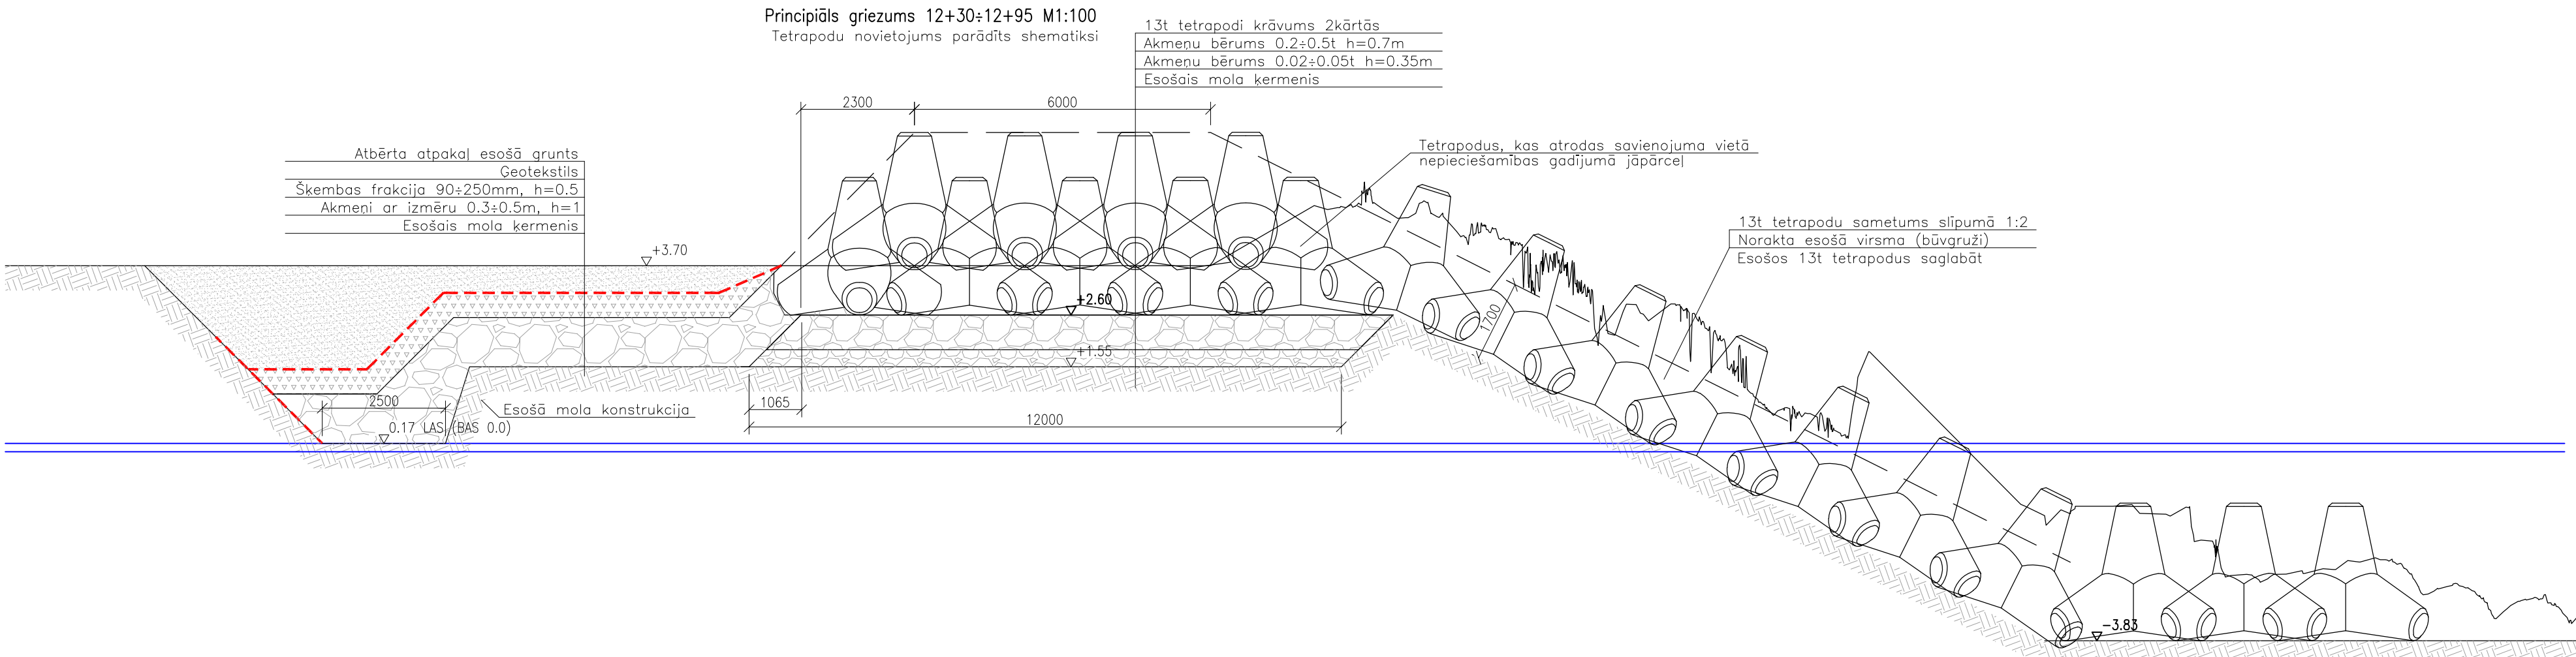 Principiāls griezums 12+30÷12+95 M1:100
Tetrapodu novietojums parādīts shematiksi
13t tetrapodi krāvums 2kārtās
Akmeņu bērums 0.2÷0.5t h=0.7m
Akmeņu bērums 0.02÷0.05t h=0.35m
Esošais mola ķermenis
2300
6000
Atbērta atpakaļ esošā grunts
Ģeotekstils
Šķembas frakcija 90÷250mm, h=0.5
Akmeņi ar izmēru 0.3÷0.5m, h=1
Esošais mola ķermenis
Tetrapodus, kas atrodas savienojuma vietā
nepieciešamības gadījumā jāpārceļ
13t tetrapodu sametums slīpumā 1:2
Norakta esošā virsma (būvgruži)
Esošos 13t tetrapodus saglabāt
+3.70
+2.60
1700
+1.55
2500
Esošā mola konstrukcija
1065
12000
0.17 LAS (BAS 0.0)
-3.83